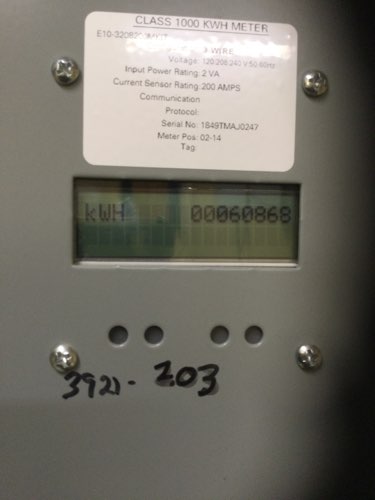 CLASS 1000 KWH METER
WIRE
Voltage: 120 208 240 V 50 60Hz
Input Power Rating: 2 VA
Current Sensor Rating: 200 AMPS
Communication
Protocol:
Serial No: 1849TMAJ0247
Meter Pos: 02-14
Tag:
kWH 00060868
3921- 203